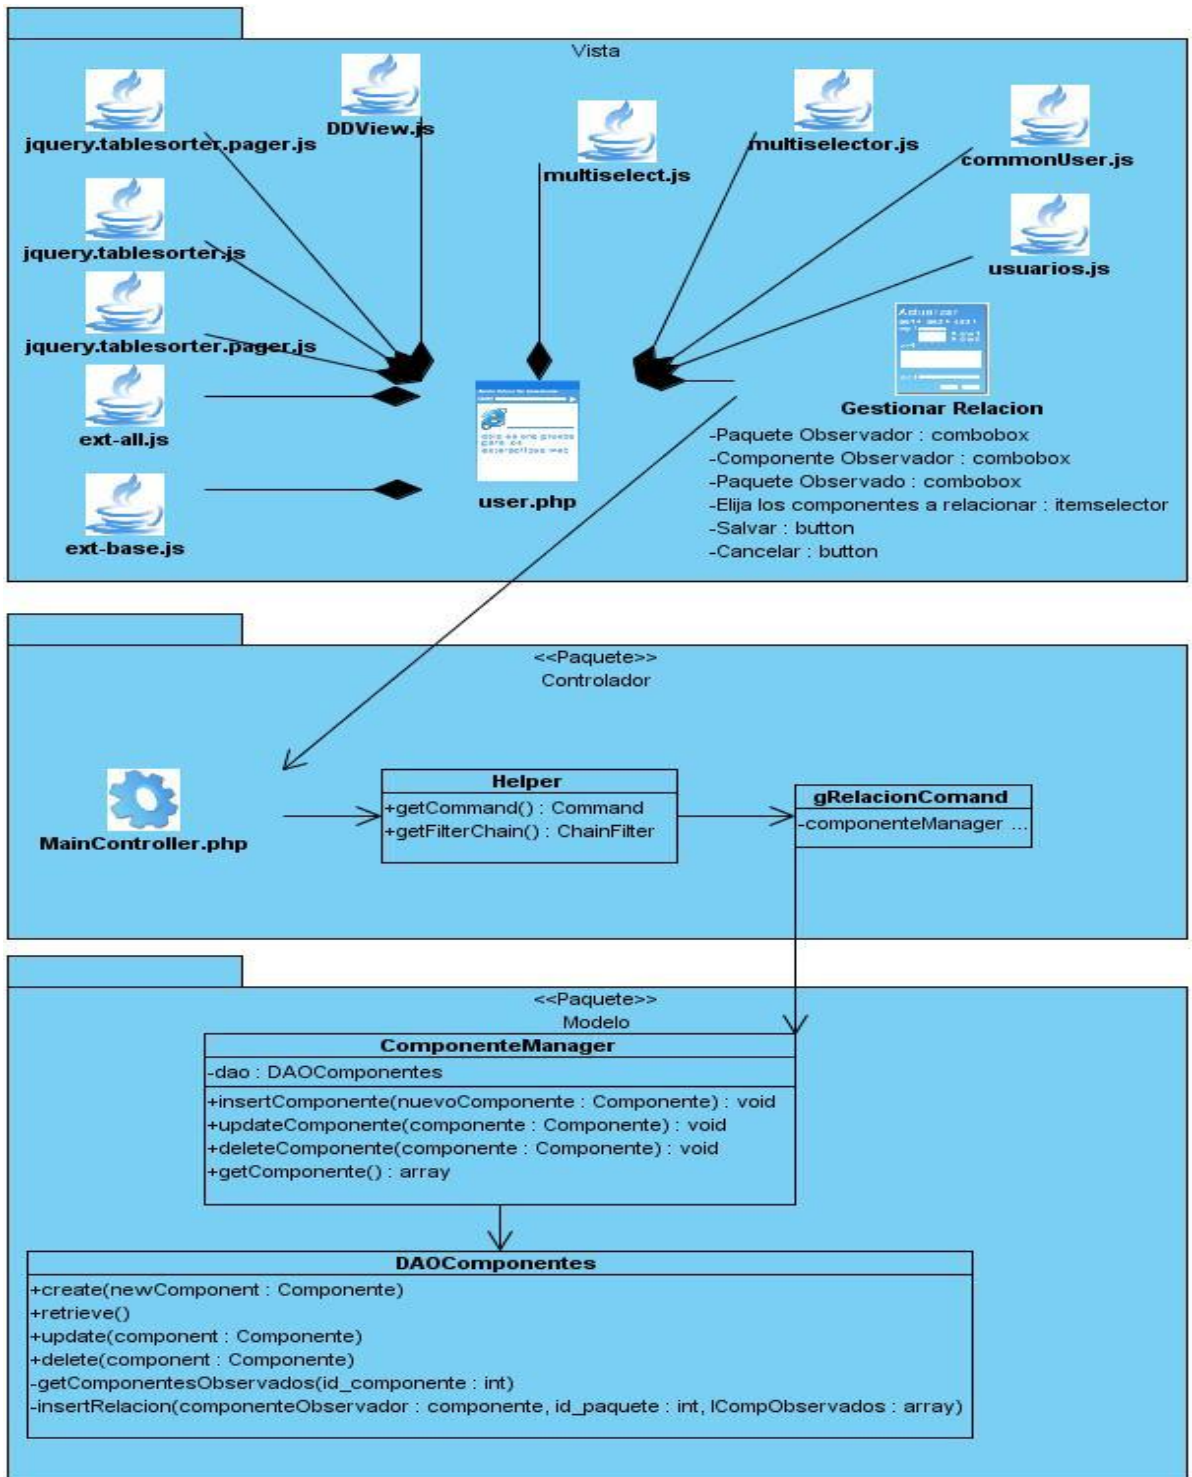 Vista
jquery.tablesorter.pager.js
DDView.js
multiselect.js
multiselector.js
commonUser.js
jquery.tablesorter.js
usuarios.js
jquery.tablesorter.pager.js
ext-all.js
ext-base.js
user.php
Gestionar Relacion
-Paquete Observador : combobox
-Componente Observador : combobox
-Paquete Observado : combobox
-Elija los componentes a relacionar : itemselector
-Salvar : button
-Cancelar : button
<<Paquete>>
Controlador
MainController.php
Helper
+getCommand() : Command
+getFilterChain() : ChainFilter
gRelacionComand
-componenteManager ...
<<Paquete>>
Modelo
ComponenteManager
-dao : DAOComponentes
+insertComponente(nuevoComponente : Componente) : void
+updateComponente(componente : Componente) : void
+deleteComponente(componente : Componente) : void
+getComponente() : array
DAOComponentes
+create(newComponent : Componente)
+retrieve()
+update(component : Componente)
+delete(component : Componente)
-getComponentesObservados(id_componente : int)
-insertRelacion(componenteObservador : componente, id_paquete : int, lCompObservados : array)